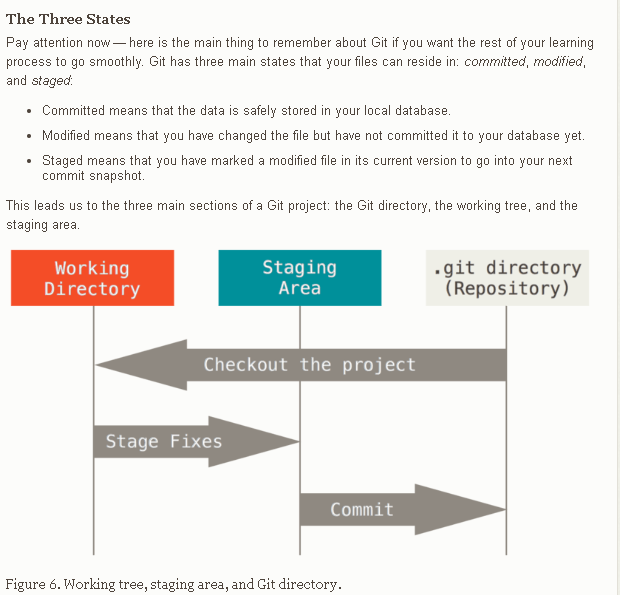 The Three States
Pay attention now — here is the main thing to remember about Git if you want the rest of your learning
process to go smoothly. Git has three main states that your files can reside in: committed, modified,
and staged:
• Committed means that the data is safely stored in your local database.
• Modified means that you have changed the file but have not committed it to your database yet.
• Staged means that you have marked a modified file in its current version to go into your next
commit snapshot.
This leads us to the three main sections of a Git project: the Git directory, the working tree, and the
staging area.
Working
Directory
Staging
Area
.git directory
(Repository)
Checkout the project
Stage Fixes
Commit
Figure 6. Working tree, staging area, and Git directory.